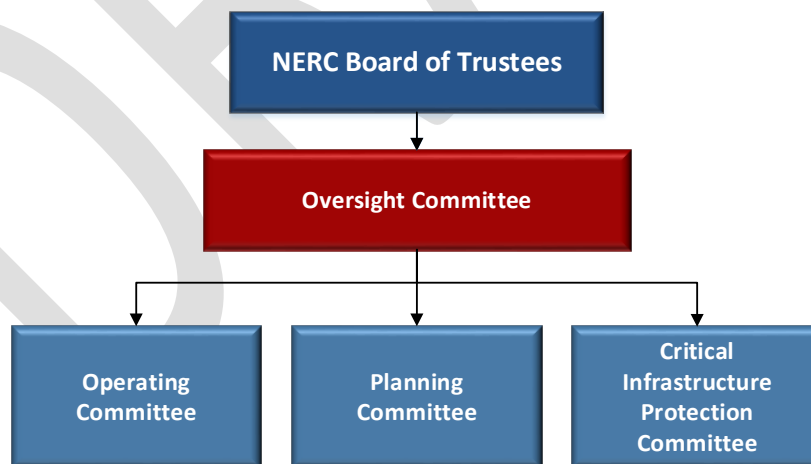 NERC Board of Trustees
Oversight Committee
Operating
Committee
Planning
Committee
Critical
Infrastructure
Protection
Committee